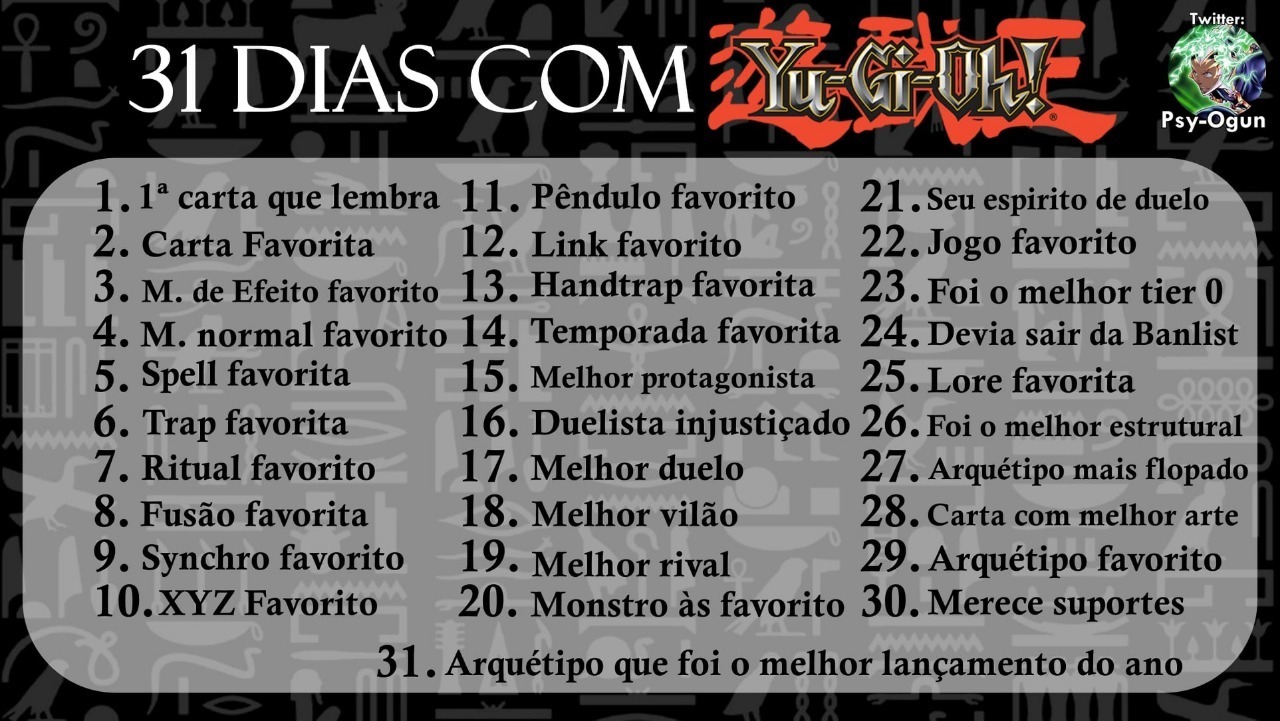 31 DIAS COM Yu-Gi-Oh!
Twitter:
Psy-Ogun
1. 1ª carta que lembra
2. Carta Favorita
3. M. de Efeito favorito
4. M. normal favorito
5. Spell favorita
6. Trap favorita
7. Ritual favorito
8. Fusão favorita
9. Synchro favorito
10. XYZ Favorito
11. Pêndulo favorito
12. Link favorito
13. Handtrap favorita
14. Temporada favorita
15. Melhor protagonista
16. Duelista injustiçado
17. Melhor duelo
18. Melhor vilão
19. Melhor rival
20. Monstro às favorito
21. Seu espirito de duelo
22. Jogo favorito
23. Foi o melhor tier 0
24. Devia sair da Banlist
25. Lore favorita
26. Foi o melhor estrutural
27. Arquétipo mais flopado
28. Carta com melhor arte
29. Arquétipo favorito
30. Merece suportes
31. Arquétipo que foi o melhor lançamento do ano